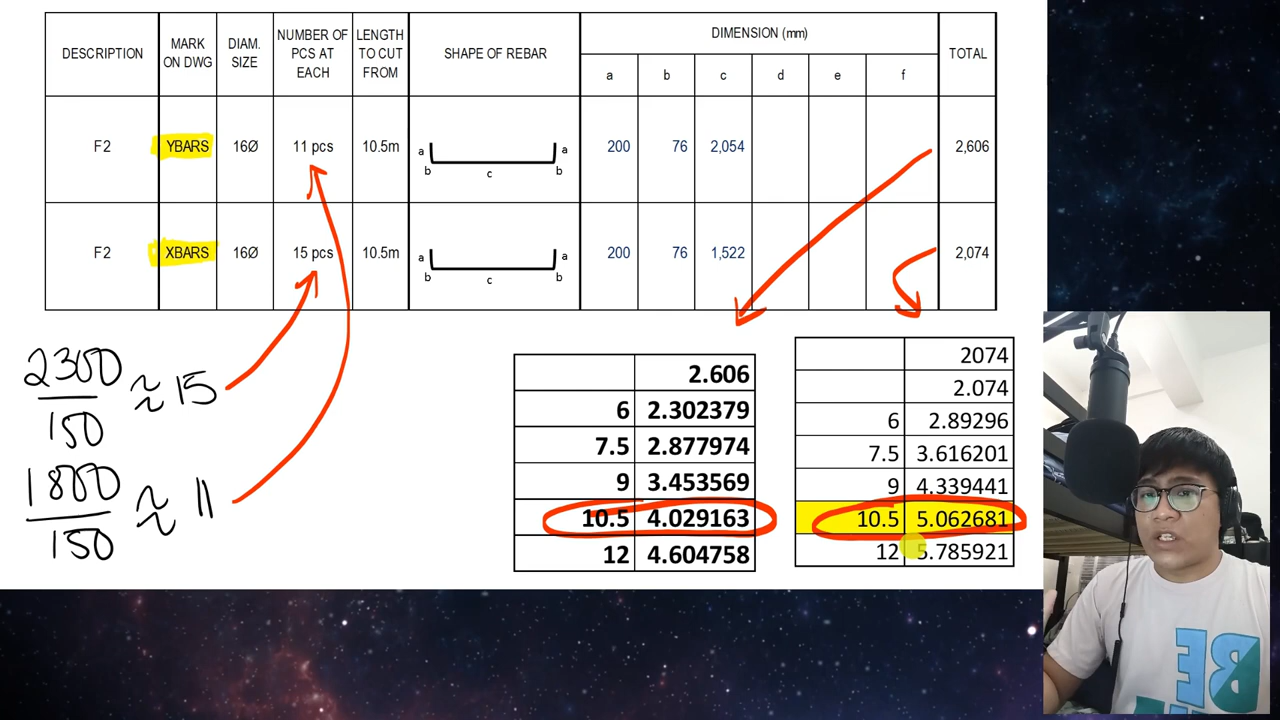 DESCRIPTION MARK ON DWG DIAM. SIZE NUMBER OF PCS AT EACH LENGTH TO CUT FROM SHAPE OF REBAR DIMENSION (mm) TOTAL
a b c d e f
F2 YBARS 16Ø 11 pcs 10.5m a a b c b 200 76 2,054 2,606
F2 XBARS 16Ø 15 pcs 10.5m a a b c b 200 76 1,522 2,074
2300/150 ≈ 15
1800/150 ≈ 11
2.606
6 2.302379
7.5 2.877974
9 3.453569
10.5 4.029163
12 4.604758
2074
2.074
6 2.89296
7.5 3.616201
9 4.339441
10.5 5.062681
12 5.785921
BE